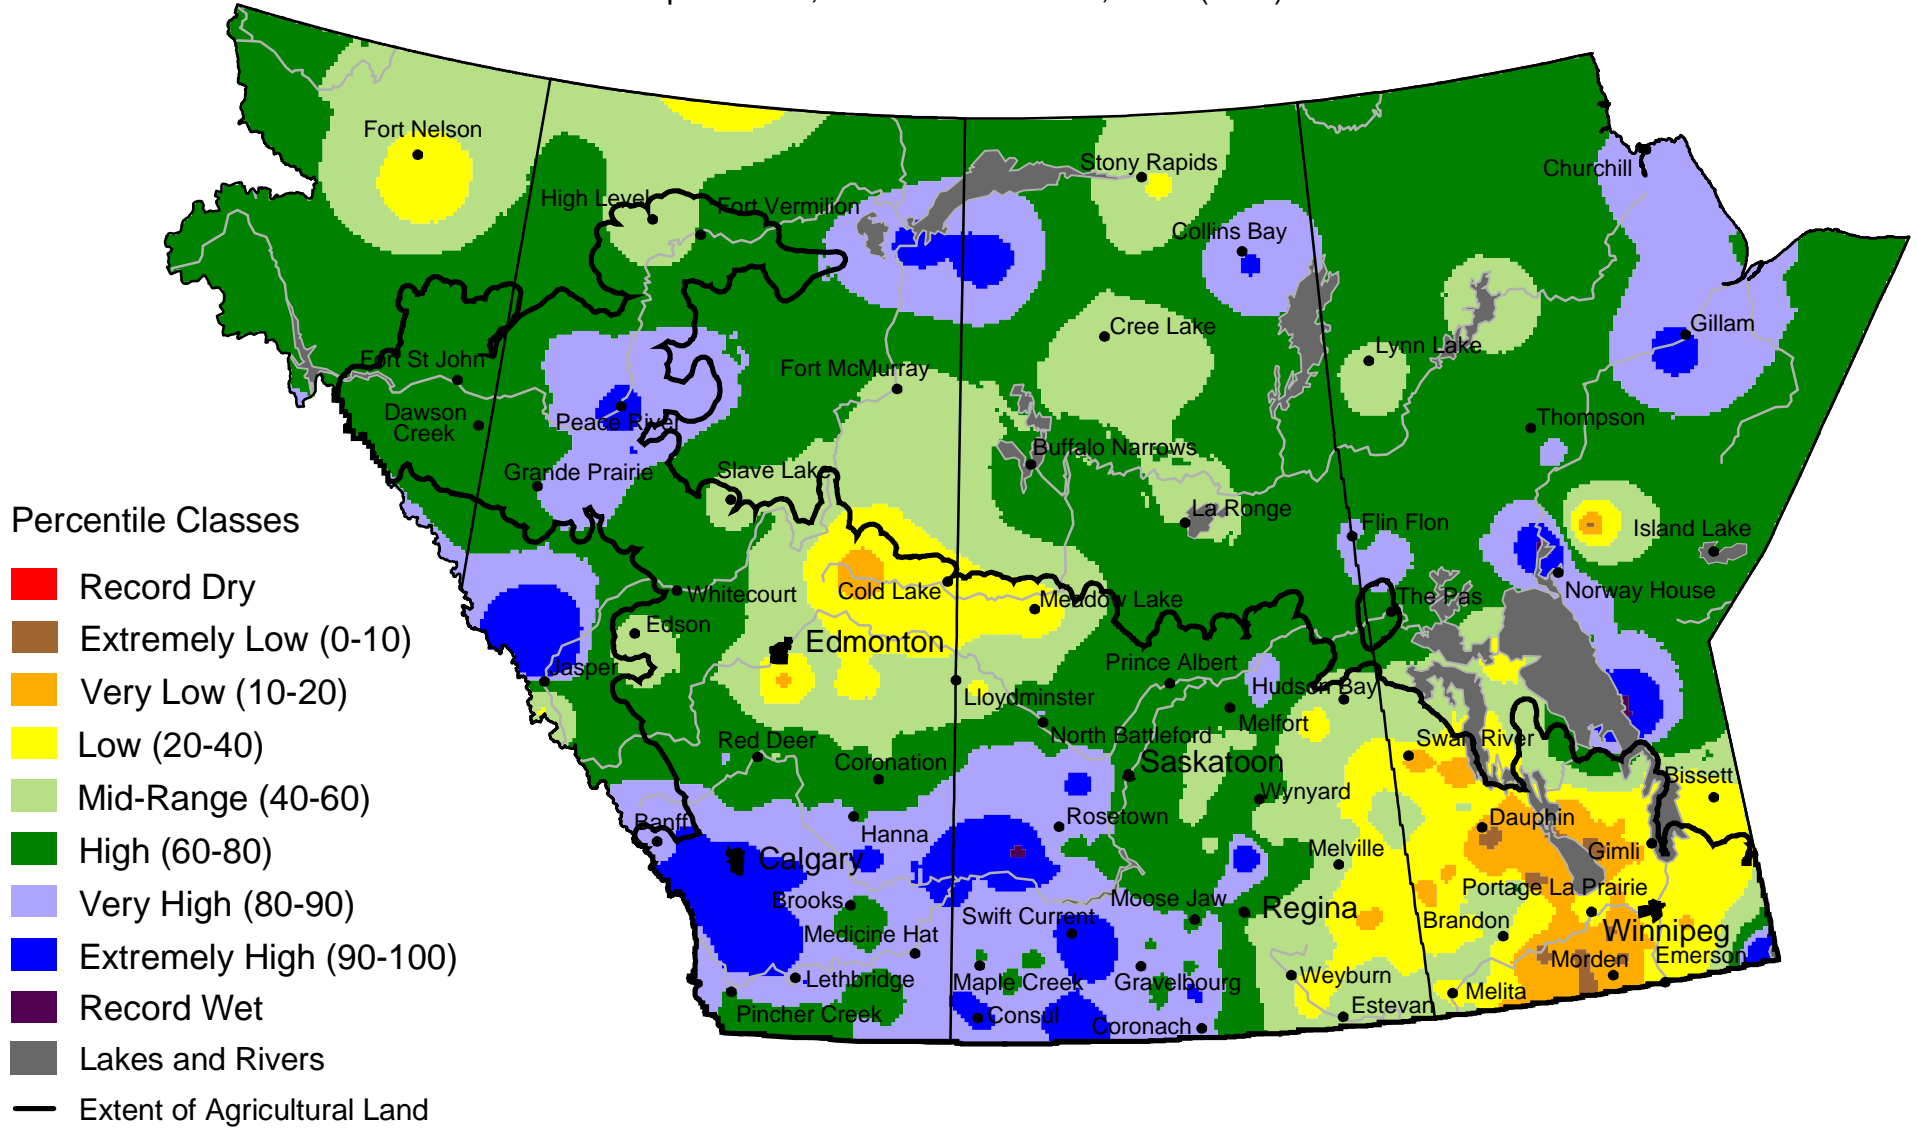 Fort Nelson
Churchill
Stony Rapids
High Level
Fort Vermilion
Collins Bay
Gillam
Cree Lake
Lynn Lake
Fort St John
Fort McMurray
Dawson
Creek
Peace River
Thompson
Buffalo Narrows
Grande Prairie
Slave Lake
La Ronge
Flin Flon
Island Lake
Whitecourt
Cold Lake
Meadow Lake
The Pas
Norway House
Edson
Edmonton
Jasper
Prince Albert
Hudson Bay
Lloydminster
Melfort
North Battleford
Red Deer
Coronation
Saskatoon
Swan River
Bissett
Wynyard
Banff
Hanna
Rosetown
Dauphin
Calgary
Melville
Gimli
Brooks
Swift Current
Moose Jaw
Regina
Portage La Prairie
Brandon
Medicine Hat
Winnipeg
Lethbridge
Maple Creek
Gravelbourg
Weyburn
Morden
Emerson
Pincher Creek
Consul
Coronach
Estevan
Melita
Percentile Classes
Record Dry
Extremely Low (0-10)
Very Low (10-20)
Low (20-40)
Mid-Range (40-60)
High (60-80)
Very High (80-90)
Extremely High (90-100)
Record Wet
Lakes and Rivers
Extent of Agricultural Land